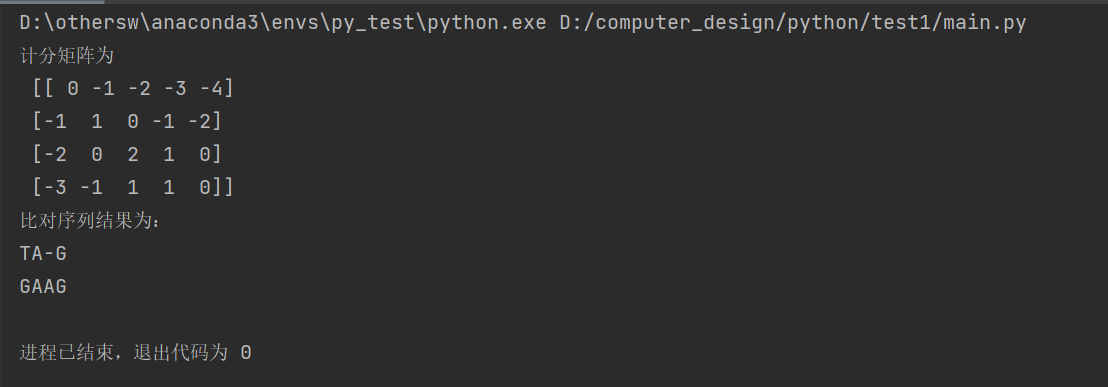 D:\othersw\anaconda3\envs\py_test\python.exe D:/computer_design/python/test1/main.py
计分矩阵为
[[ 0 -1 -2 -3 -4]
[-1  1  0 -1 -2]
[-2  0  2  1  0]
[-3 -1  1  1  0]]
比对序列结果为:
TA-G
GAAG
进程已结束,退出代码为 0